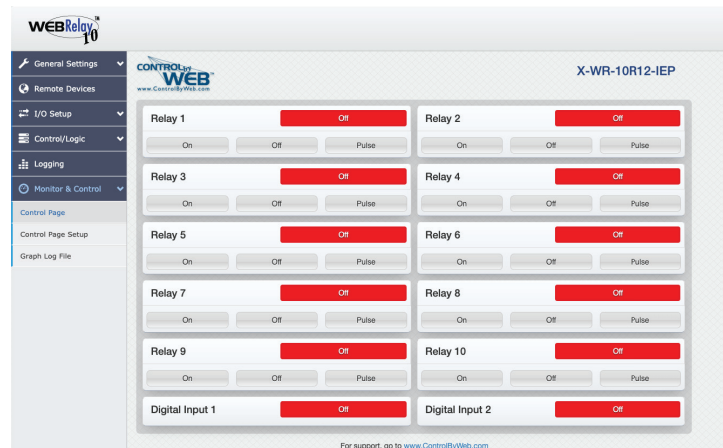 WEBRelay™
10
General Settings
Remote Devices
I/O Setup
Control/Logic
Logging
Monitor & Control
Control Page
Control Page Setup
Graph Log File
CONTROL by
WEB™
www.ControlByWeb.com
X-WR-10R12-IEP
Relay 1 Off Relay 2 Off
On Off Pulse On Off Pulse
Relay 3 Off Relay 4 Off
On Off Pulse On Off Pulse
Relay 5 Off Relay 6 Off
On Off Pulse On Off Pulse
Relay 7 Off Relay 8 Off
On Off Pulse On Off Pulse
Relay 9 Off Relay 10 Off
On Off Pulse On Off Pulse
Digital Input 1 Off Digital Input 2 Off
For support, go to www.ControlByWeb.com